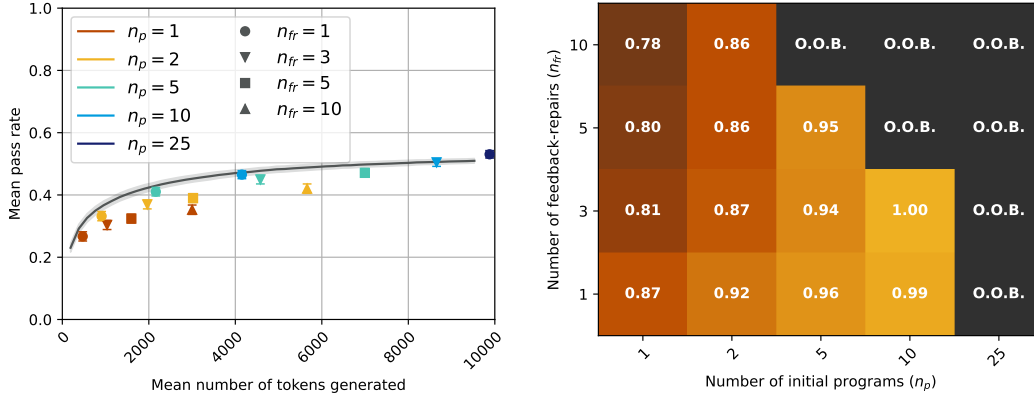 1.0
0.8
0.6
0.4
0.2
0.0
Mean pass rate
n_p = 1
n_p = 2
n_p = 5
n_p = 10
n_p = 25
n_fr = 1
n_fr = 3
n_fr = 5
n_fr = 10
0 2000 4000 6000 8000 10000
Mean number of tokens generated
Number of feedback-repairs (n_fr)
10 0.78 0.86 O.O.B. O.O.B. O.O.B.
5 0.80 0.86 0.95 O.O.B. O.O.B.
3 0.81 0.87 0.94 1.00 O.O.B.
1 0.87 0.92 0.96 0.99 O.O.B.
1 2 5 10 25
Number of initial programs (n_p)